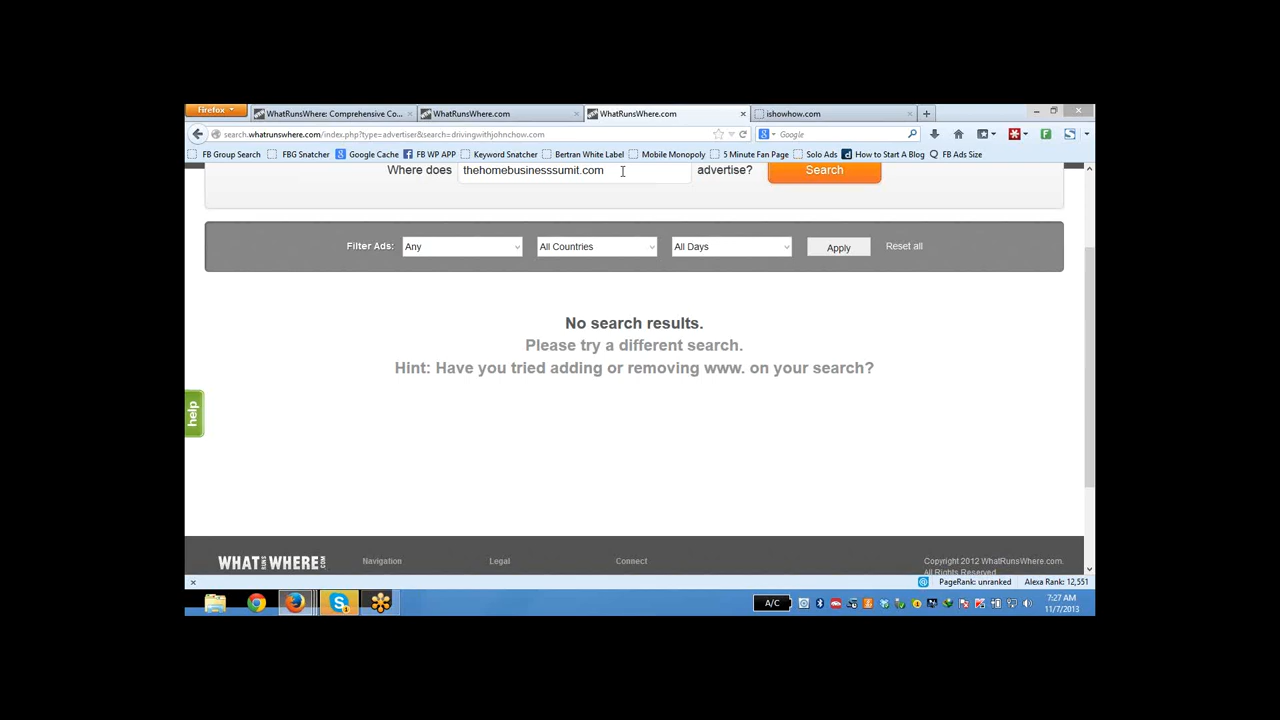 Firefox
WhatRunsWhere: Comprehensive Co...
WhatRunsWhere.com
WhatRunsWhere.com
ishowhow.com
search.whatrunswhere.com/index.php?type=advertiser&search=drivingwithjohnchow.com
Google
FB Group Search
FBG Snatcher
Google Cache
FB WP APP
Keyword Snatcher
Bertran White Label
Mobile Monopoly
5 Minute Fan Page
Solo Ads
How to Start A Blog
FB Ads Size
Where does thehomebusinesssumit.com advertise? Search
Filter Ads: Any All Countries All Days Apply Reset all
No search results.
Please try a different search.
Hint: Have you tried adding or removing www. on your search?
help
WHAT RUNS WHERE.COM
Navigation
Legal
Connect
Copyright 2012 WhatRunsWhere.com.
All Rights Reserved
PageRank: unranked
Alexa Rank: 12,551
A/C
7:27 AM
11/7/2013